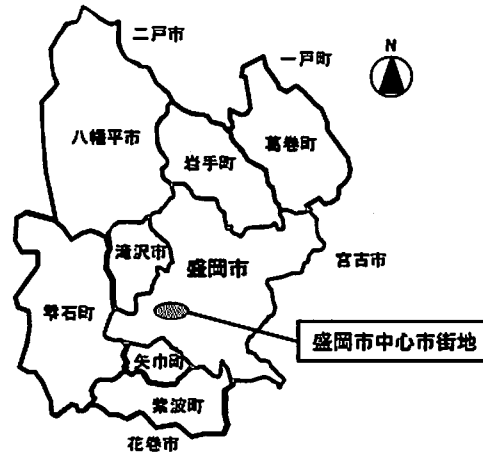 二戸市
一戸町
N
八幡平市
岩手町
葛巻町
滝沢市
盛岡市
宮古市
雫石町
盛岡市中心市街地
矢巾町
紫波町
花巻市